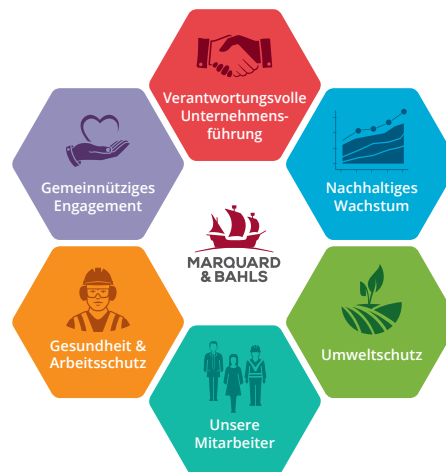 Verantwortungsvolle
Unternehmens-
führung
Gemeinnütziges
Engagement
Nachhaltiges
Wachstum
MARQUARD
& BAHLS
Gesundheit &
Arbeitsschutz
Umweltschutz
Unsere
Mitarbeiter